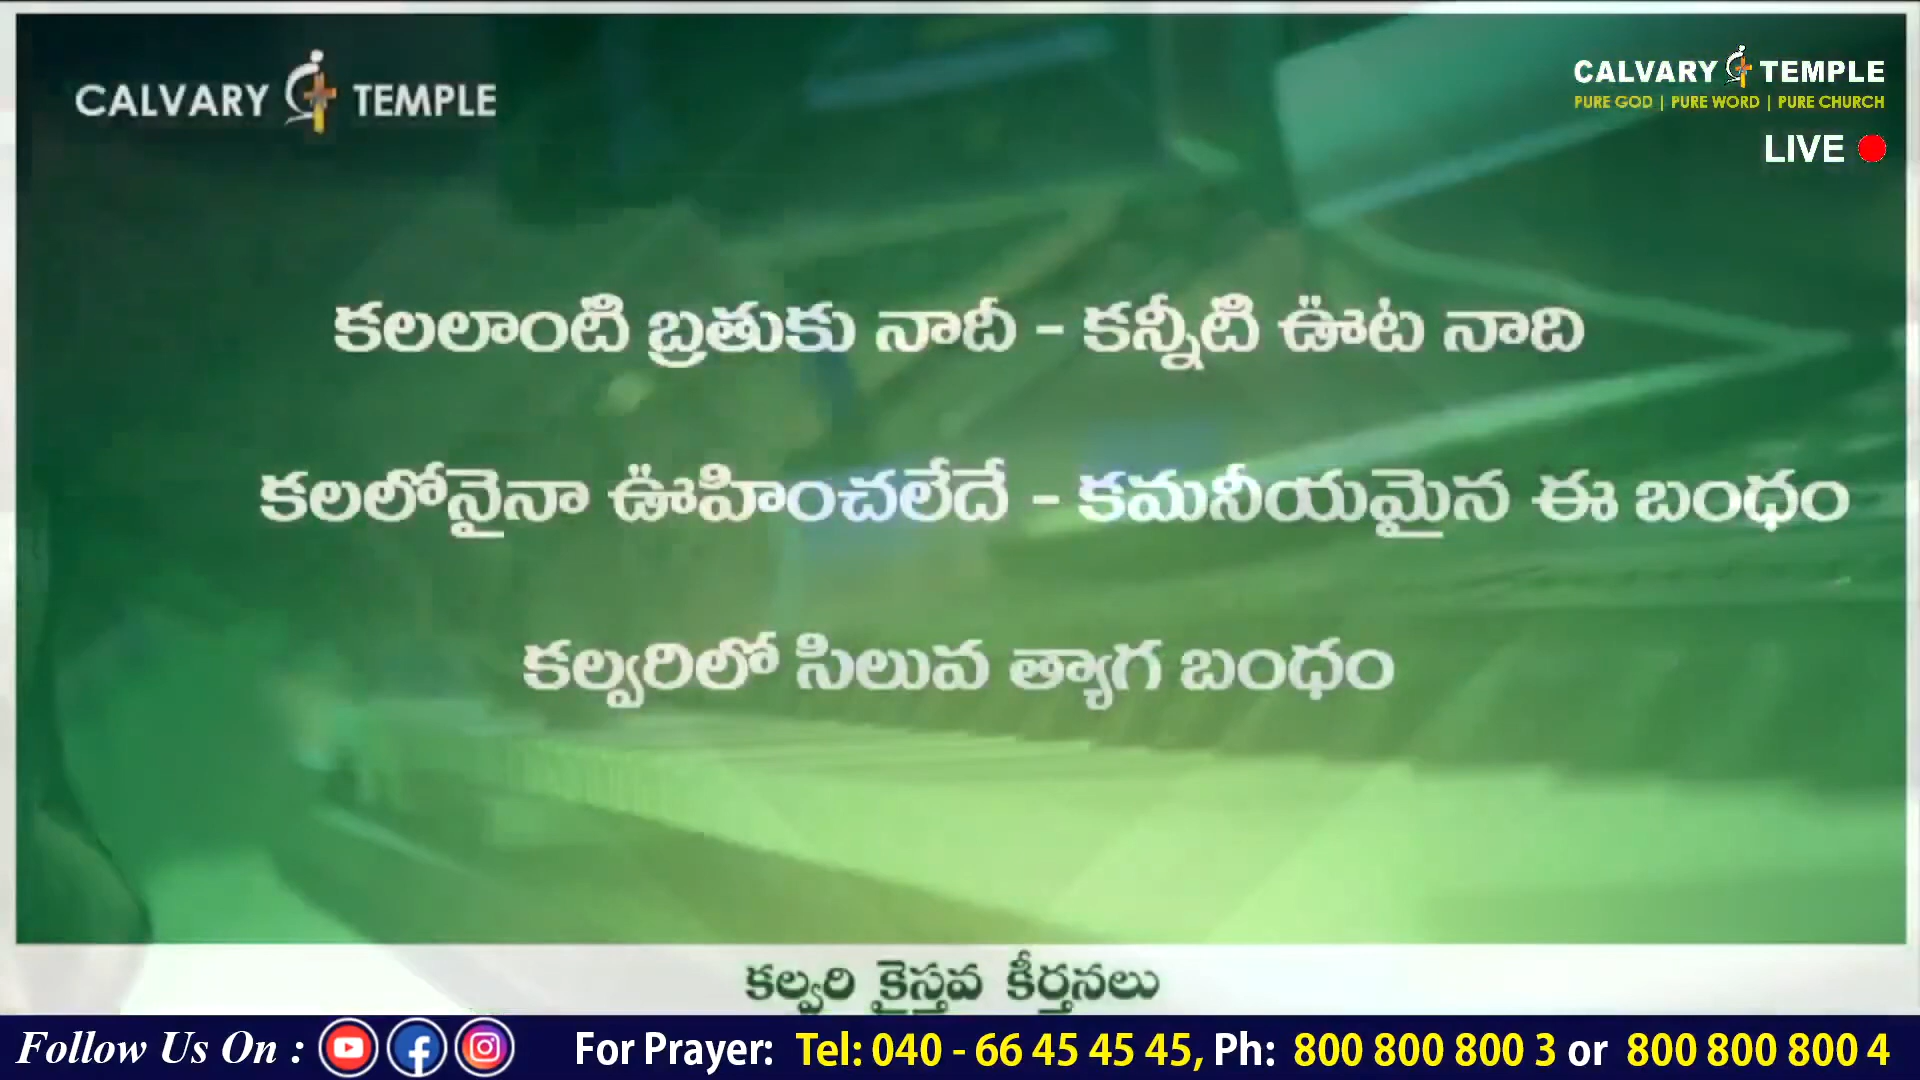 CALVARY TEMPLE
CALVARY TEMPLE
PURE GOD | PURE WORD | PURE CHURCH
LIVE
కలలాంటి బ్రతుకు నాదీ - కన్నీటి ఊట నాది
కలలోనైనా ఊహించలేదే - కమనీయమైన ఈ బంధం
కల్వరిలో సిలువ త్యాగ బంధం
కల్వరి కైస్తవ కీర్తనలు
Follow Us On : For Prayer: Tel: 040 - 66 45 45 45, Ph: 800 800 800 3 or 800 800 800 4